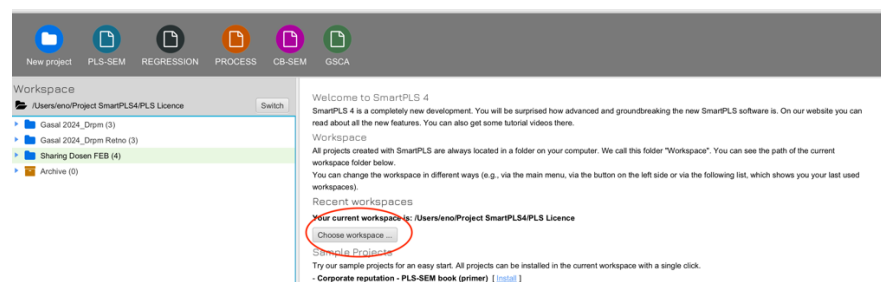 New project PLS-SEM REGRESSION PROCESS CB-SEM GSCA
Workspace
/Users/eno/Project SmartPLS4/PLS Licence Switch
Gasal 2024_Drpm (3)
Gasal 2024_Drpm Retno (3)
Sharing Dosen FEB (4)
Archive (0)
Welcome to SmartPLS 4
SmartPLS 4 is a completely new development. You will be surprised how advanced and groundbreaking the new SmartPLS software is. On our website you can
read about all the new features. You can also get some tutorial videos there.
Workspace
All projects created with SmartPLS are always located in a folder on your computer. We call this folder "Workspace". You can see the path of the current
workspace folder below.
You can change the workspace in different ways (e.g., via the main menu, via the button on the left side or via the following list, which shows you your last used
workspaces).
Recent workspaces
Your current workspace is: /Users/eno/Project SmartPLS4/PLS Licence
Choose workspace ...
Sample Projects
Try our sample projects for an easy start. All projects can be installed in the current workspace with a single click.
- Corporate reputation - PLS-SEM book (primer) [ Install ]